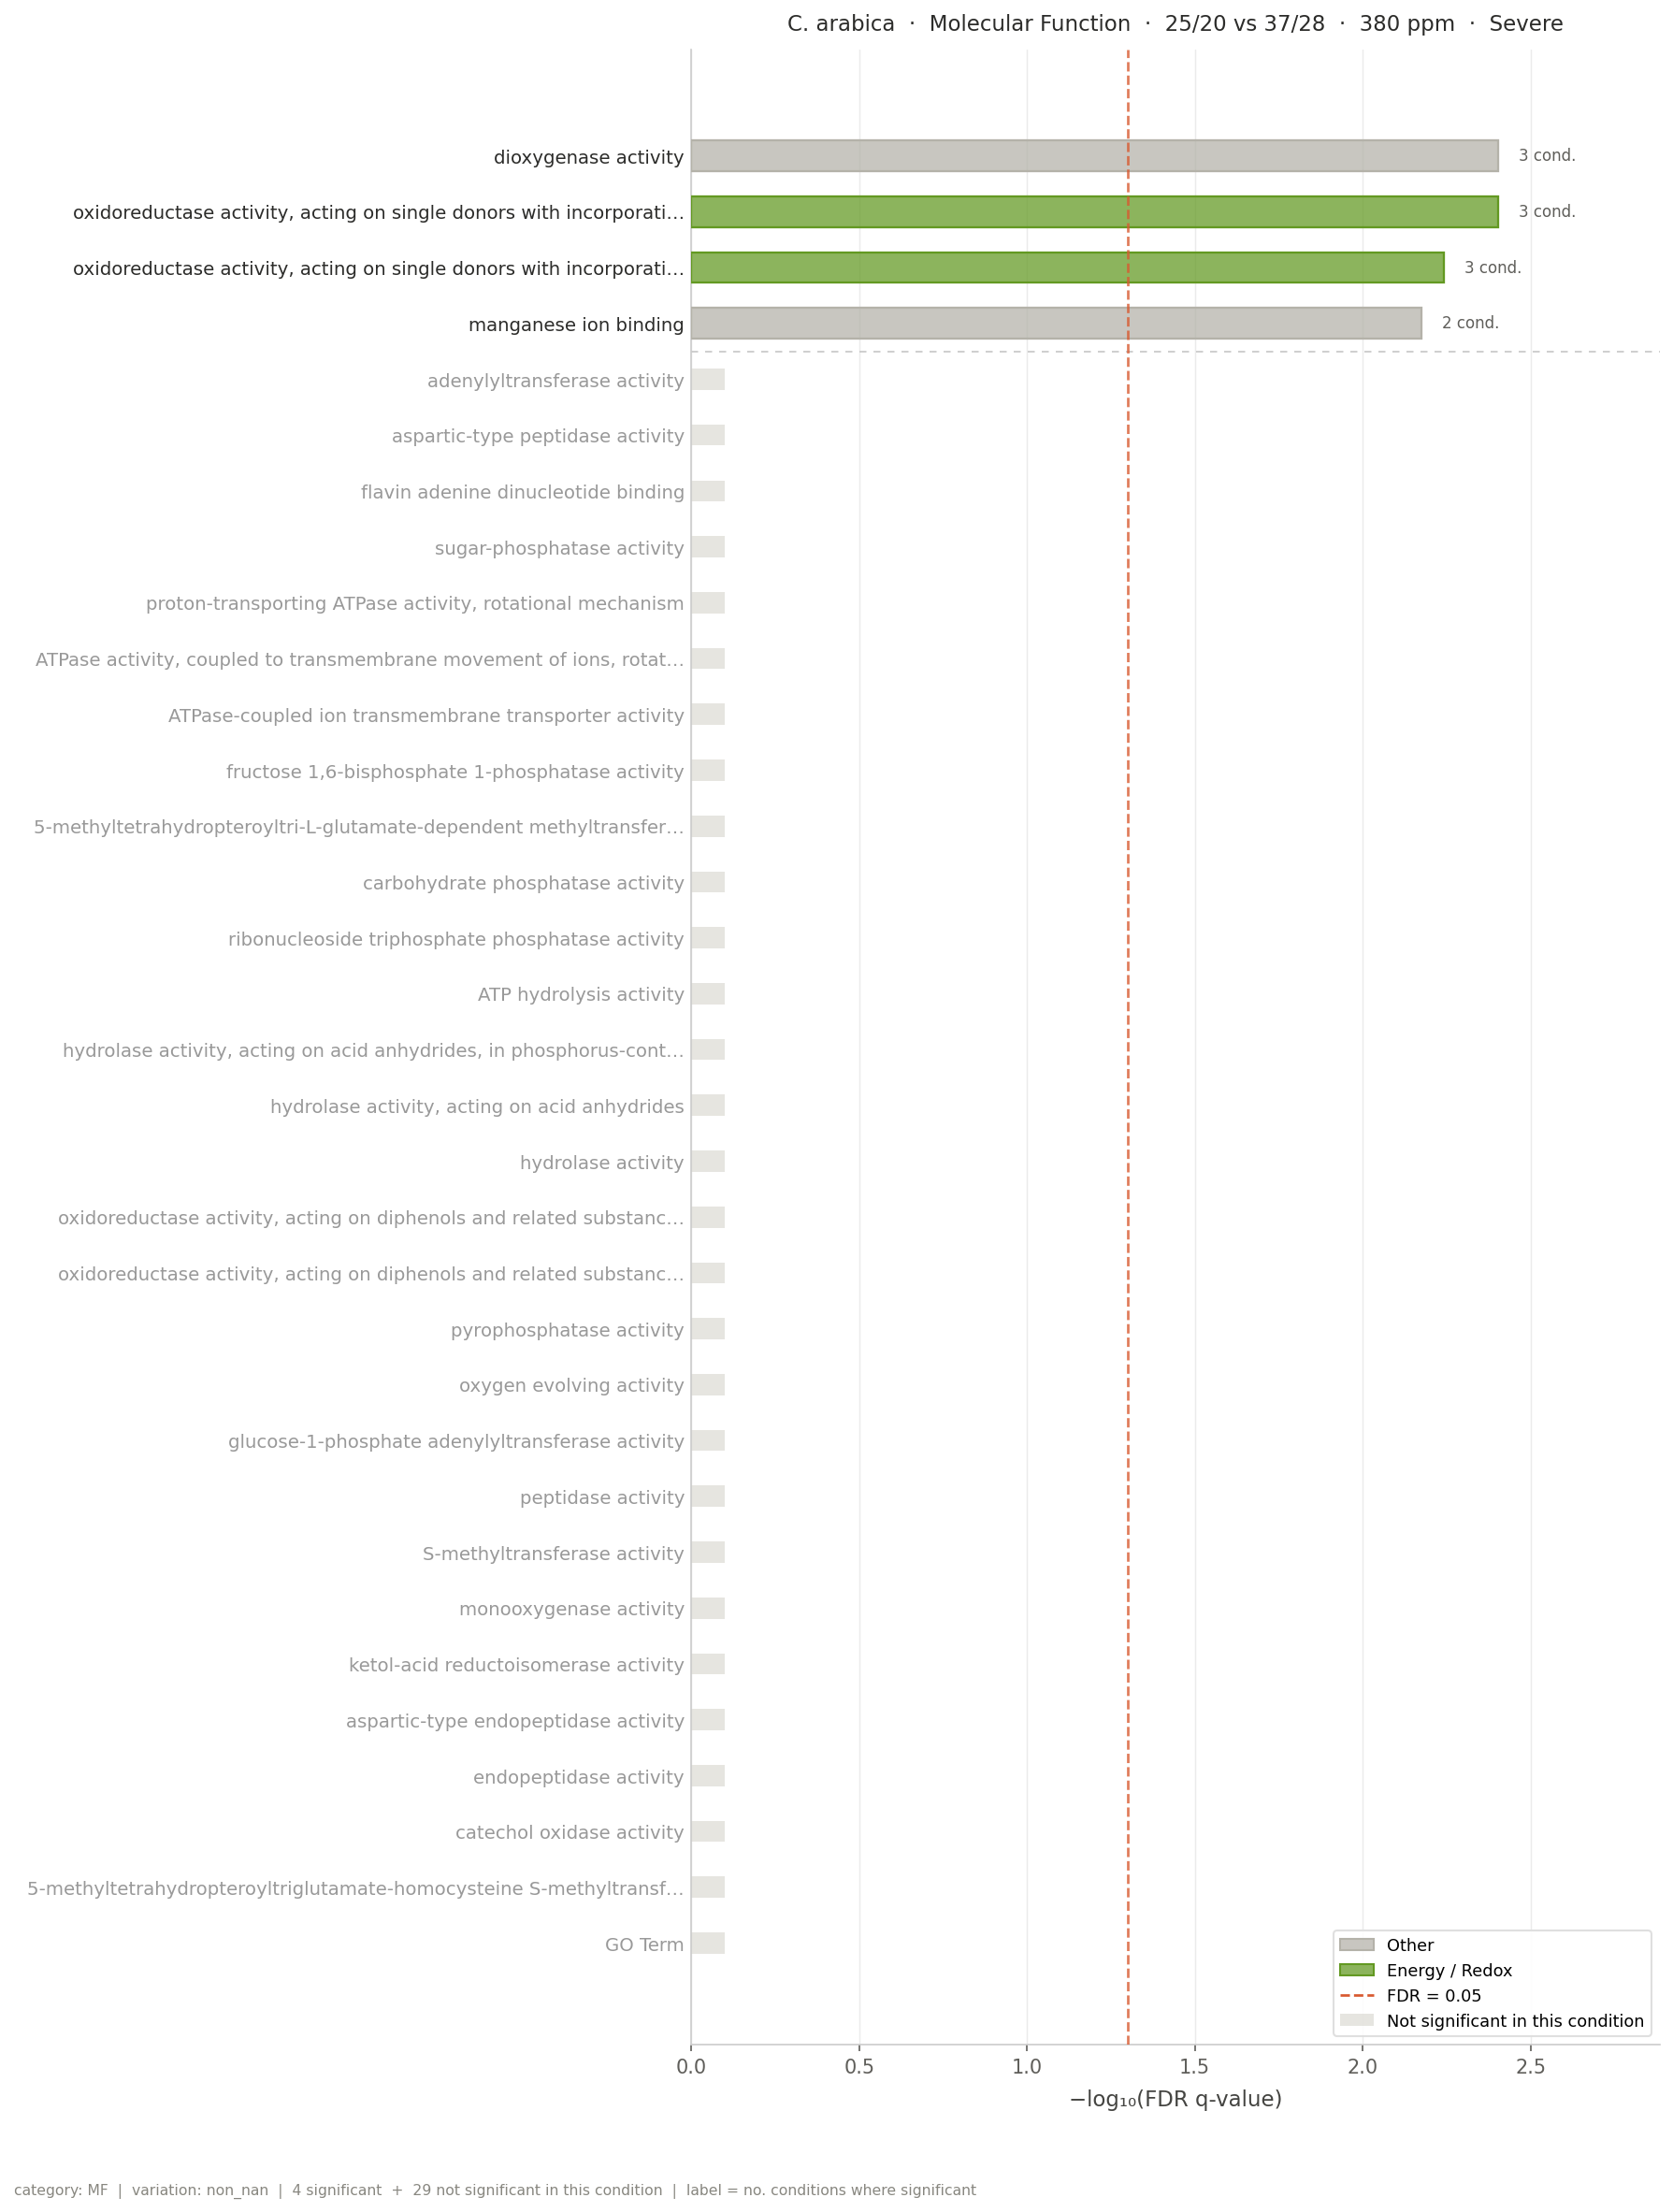 C. arabica · Molecular Function · 25/20 vs 37/28 · 380 ppm · Severe
dioxygenase activity
3 cond.
oxidoreductase activity, acting on single donors with incorporati…
3 cond.
oxidoreductase activity, acting on single donors with incorporati…
3 cond.
manganese ion binding
2 cond.
adenylyltransferase activity
aspartic-type peptidase activity
flavin adenine dinucleotide binding
sugar-phosphatase activity
proton-transporting ATPase activity, rotational mechanism
ATPase activity, coupled to transmembrane movement of ions, rotat…
ATPase-coupled ion transmembrane transporter activity
fructose 1,6-bisphosphate 1-phosphatase activity
5-methyltetrahydropteroyltri-L-glutamate-dependent methyltransfer…
carbohydrate phosphatase activity
ribonucleoside triphosphate phosphatase activity
ATP hydrolysis activity
hydrolase activity, acting on acid anhydrides, in phosphorus-cont…
hydrolase activity, acting on acid anhydrides
hydrolase activity
oxidoreductase activity, acting on diphenols and related substanc…
oxidoreductase activity, acting on diphenols and related substanc…
pyrophosphatase activity
oxygen evolving activity
glucose-1-phosphate adenylyltransferase activity
peptidase activity
S-methyltransferase activity
monooxygenase activity
ketol-acid reductoisomerase activity
aspartic-type endopeptidase activity
endopeptidase activity
catechol oxidase activity
5-methyltetrahydropteroyltriglutamate-homocysteine S-methyltransf…
GO Term
Other
Energy / Redox
FDR = 0.05
Not significant in this condition
0.0 0.5 1.0 1.5 2.0 2.5
−log₁₀(FDR q-value)
category: MF | variation: non_nan | 4 significant + 29 not significant in this condition | label = no. conditions where significant